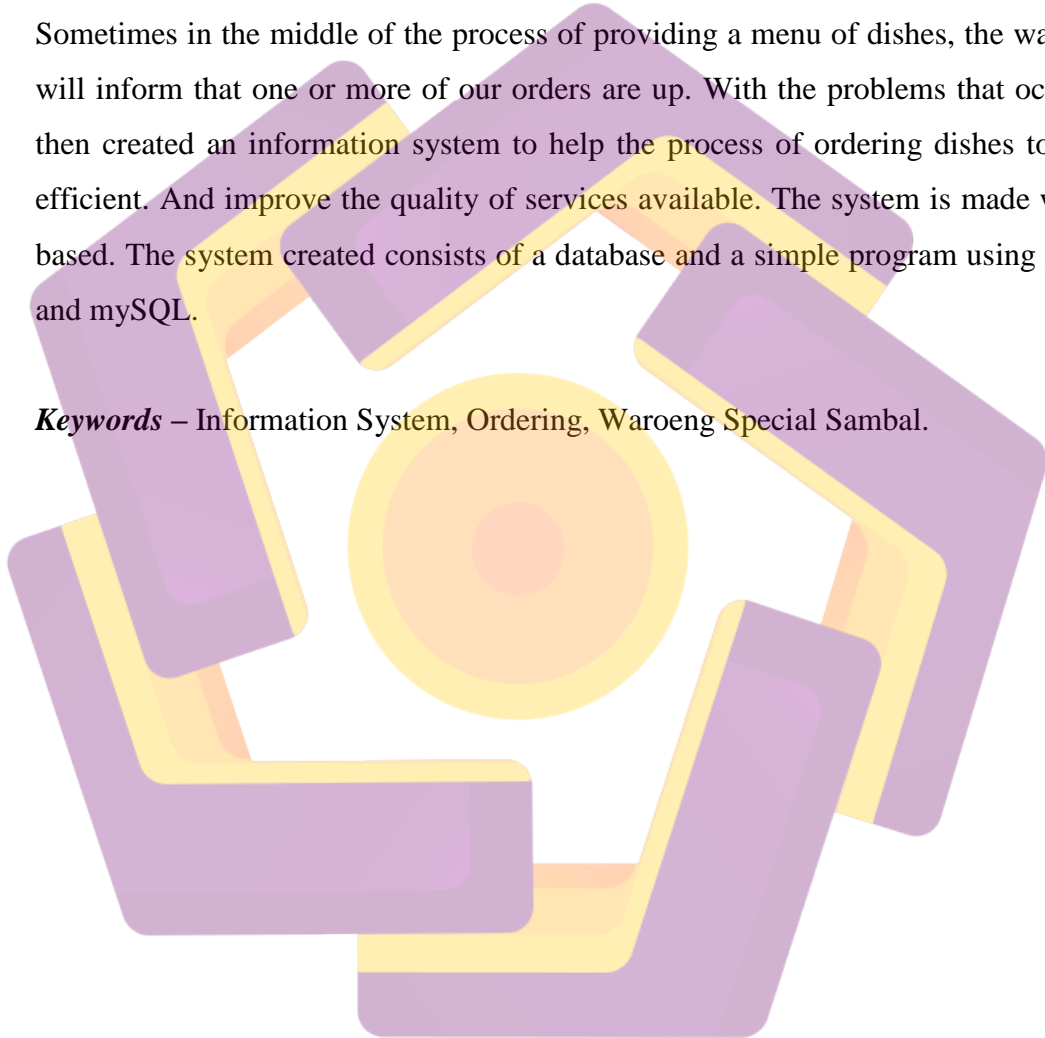 Sometimes in the middle of the process of providing a menu of dishes, the wa
will inform that one or more of our orders are up. With the problems that oc
then created an information system to help the process of ordering dishes to
efficient. And improve the quality of services available. The system is made
based. The system created consists of a database and a simple program using
and mySQL.
Keywords – Information System, Ordering, Waroeng Special Sambal.